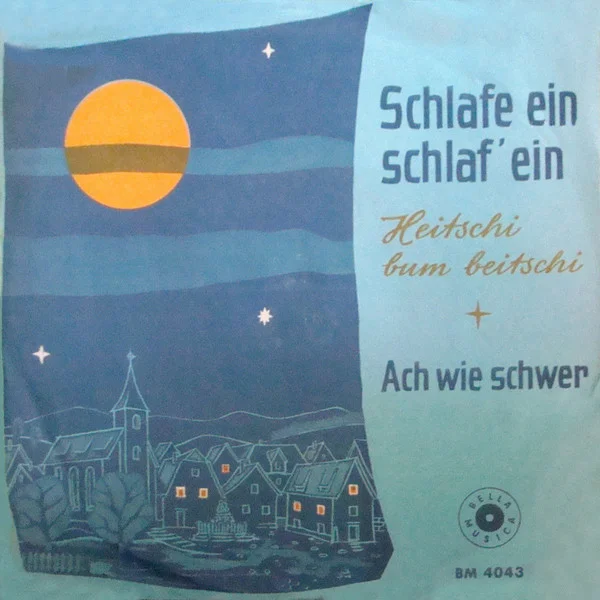 Schlafe ein
schlaf' ein
Heitschi
bum beitschi
Ach wie schwer
BELLA
MUSICA
BM 4043